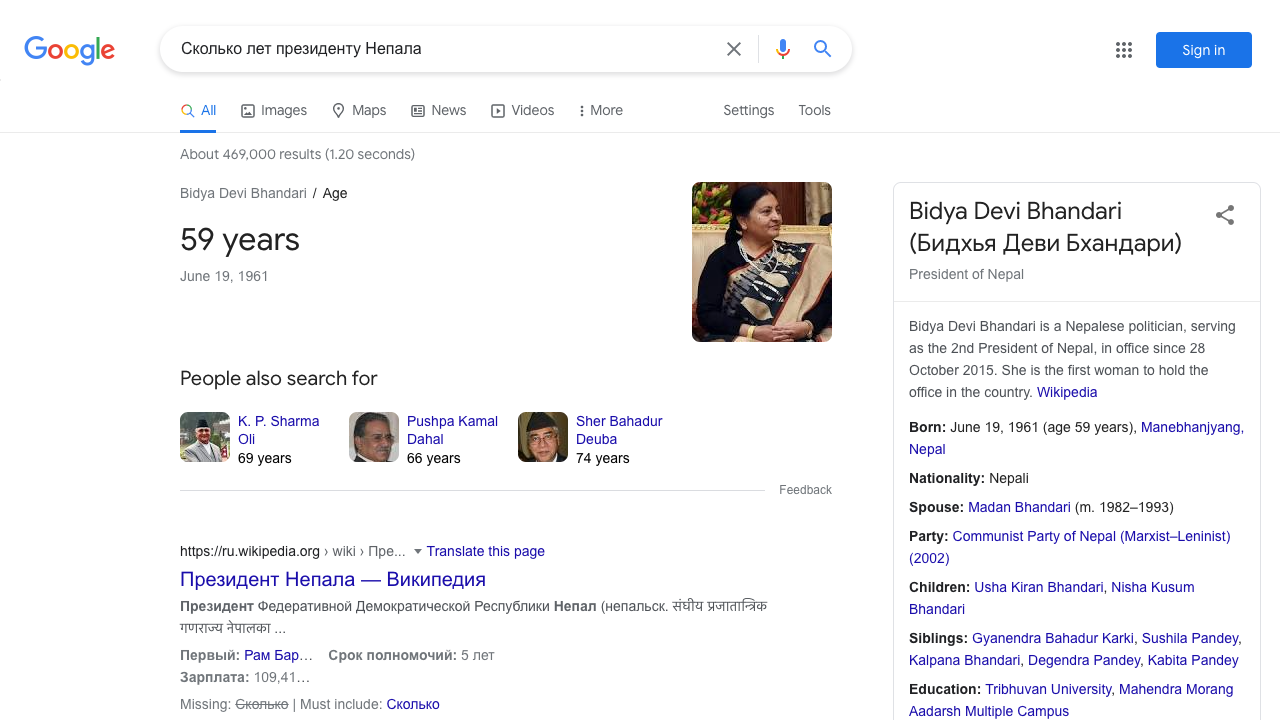 Google
Сколько лет президенту Непала
Sign in
All
Images
Maps
News
Videos
More
Settings
Tools
About 469,000 results (1.20 seconds)
Bidya Devi Bhandari / Age
59 years
June 19, 1961
People also search for
K. P. Sharma
Oli
69 years
Pushpa Kamal
Dahal
66 years
Sher Bahadur
Deuba
74 years
Feedback
https://ru.wikipedia.org › wiki › Пре... Translate this page
Президент Непала — Википедия
Президент Федеративной Демократической Республики Непал (непальск. संघीय प्रजातान्त्रिक
गणराज्य नेपालका ...
Первый: Рам Бар… Срок полномочий: 5 лет
Зарплата: 109,41…
Missing: Сколько | Must include: Сколько
Bidya Devi Bhandari
(Бидхья Деви Бхандари)
President of Nepal
Bidya Devi Bhandari is a Nepalese politician, serving
as the 2nd President of Nepal, in office since 28
October 2015. She is the first woman to hold the
office in the country. Wikipedia
Born: June 19, 1961 (age 59 years), Manebhanjyang,
Nepal
Nationality: Nepali
Spouse: Madan Bhandari (m. 1982–1993)
Party: Communist Party of Nepal (Marxist–Leninist)
(2002)
Children: Usha Kiran Bhandari, Nisha Kusum
Bhandari
Siblings: Gyanendra Bahadur Karki, Sushila Pandey,
Kalpana Bhandari, Degendra Pandey, Kabita Pandey
Education: Tribhuvan University, Mahendra Morang
Aadarsh Multiple Campus